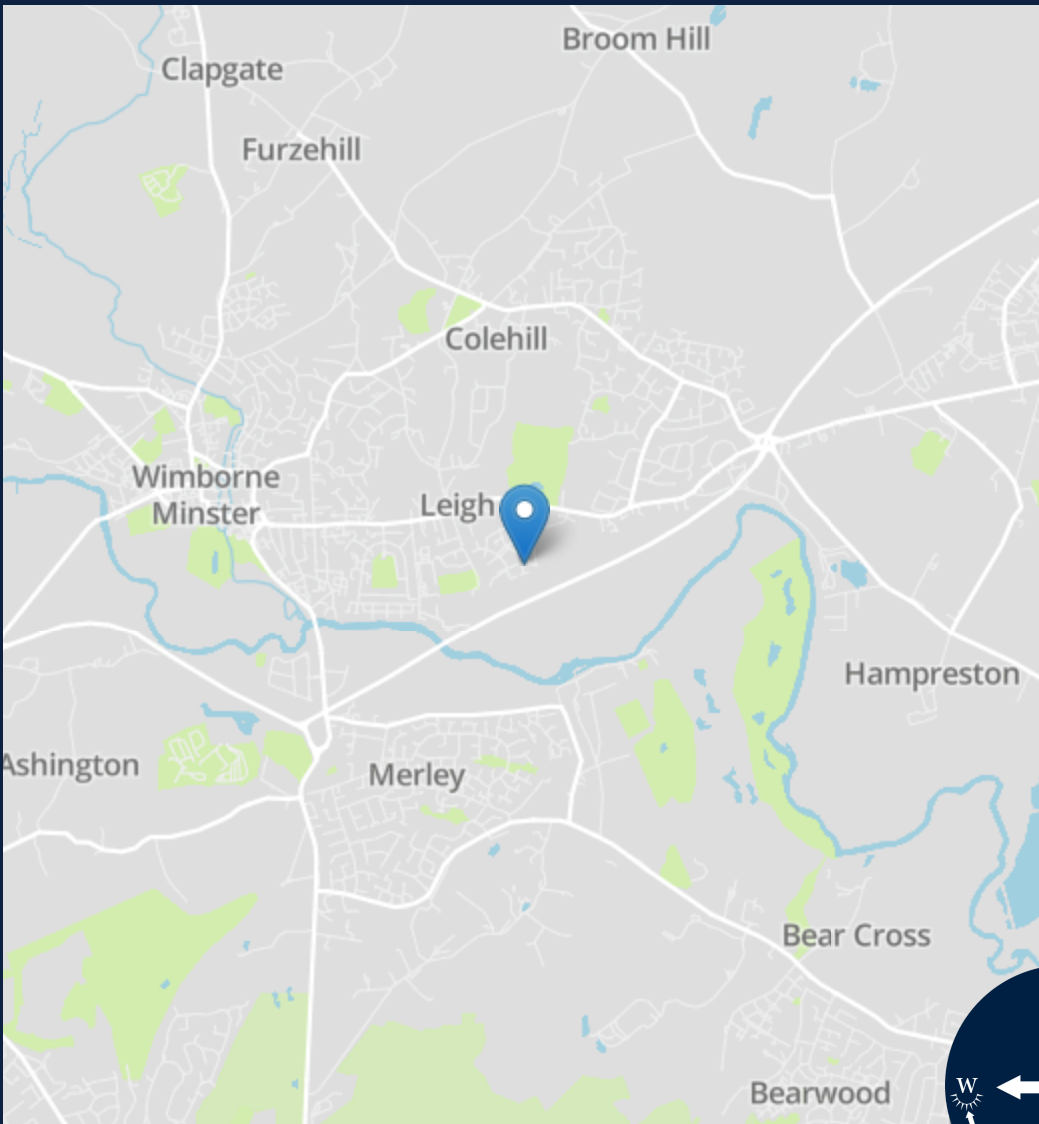 Broom Hill
Clapgate
Furzehill
Colehill
Wimborne
Minster
Leigh
Hampreston
Ashington
Merley
Bear Cross
Bearwood
W